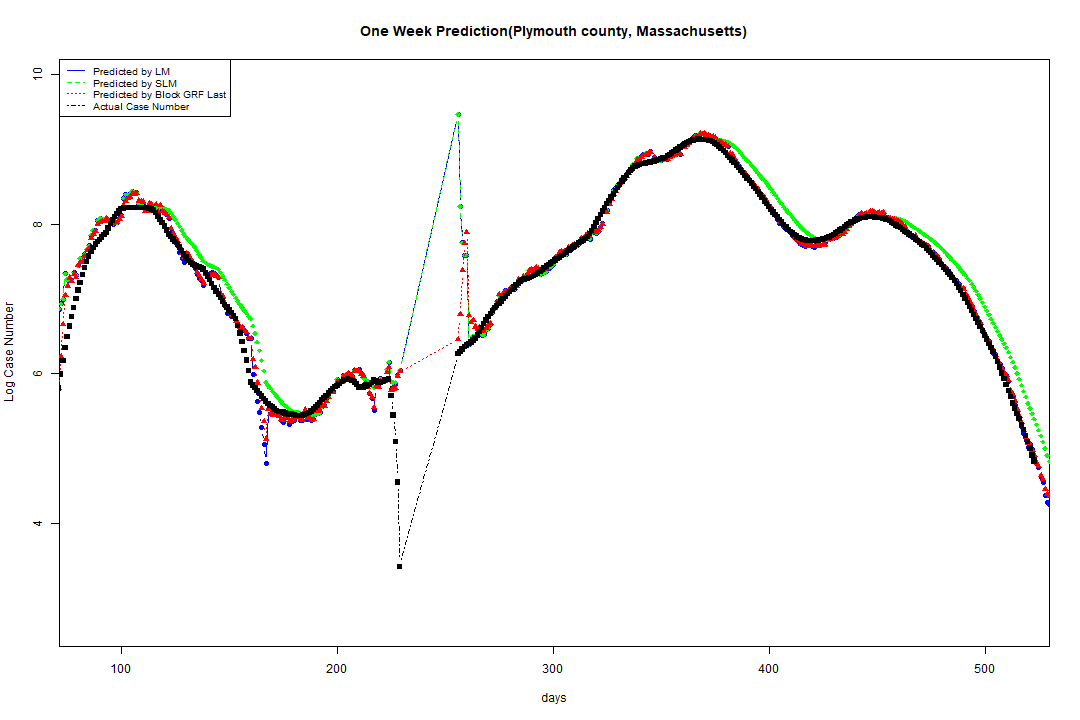 One Week Prediction(Plymouth county, Massachusetts)
Predicted by LM
Predicted by SLM
Predicted by Block GRF Last
Actual Case Number
10
8
6
4
Log Case Number
100 200 300 400 500
days